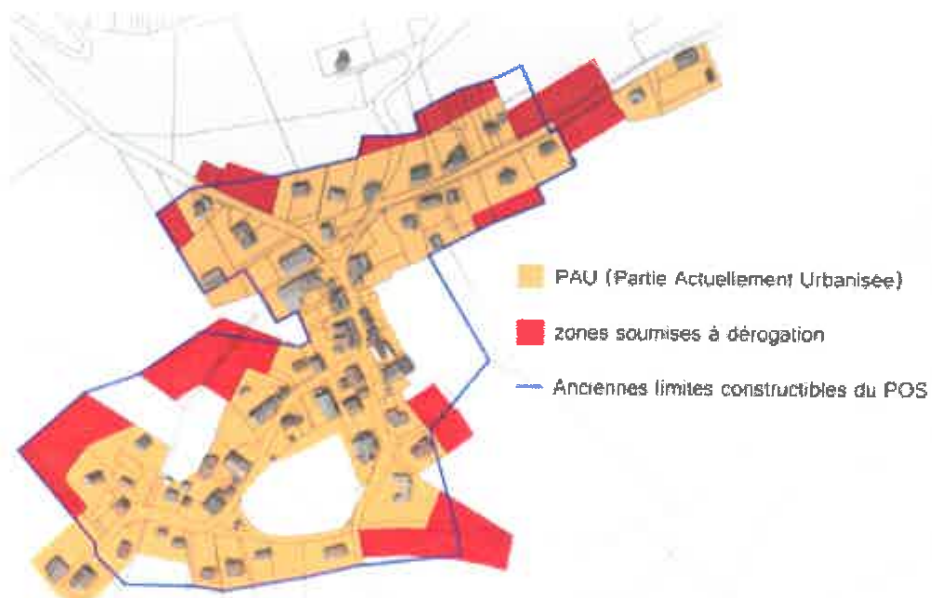 PAU (Partie Actuellement Urbanisée)
zones soumises à dérogation
Anciennes limites constructibles du POS